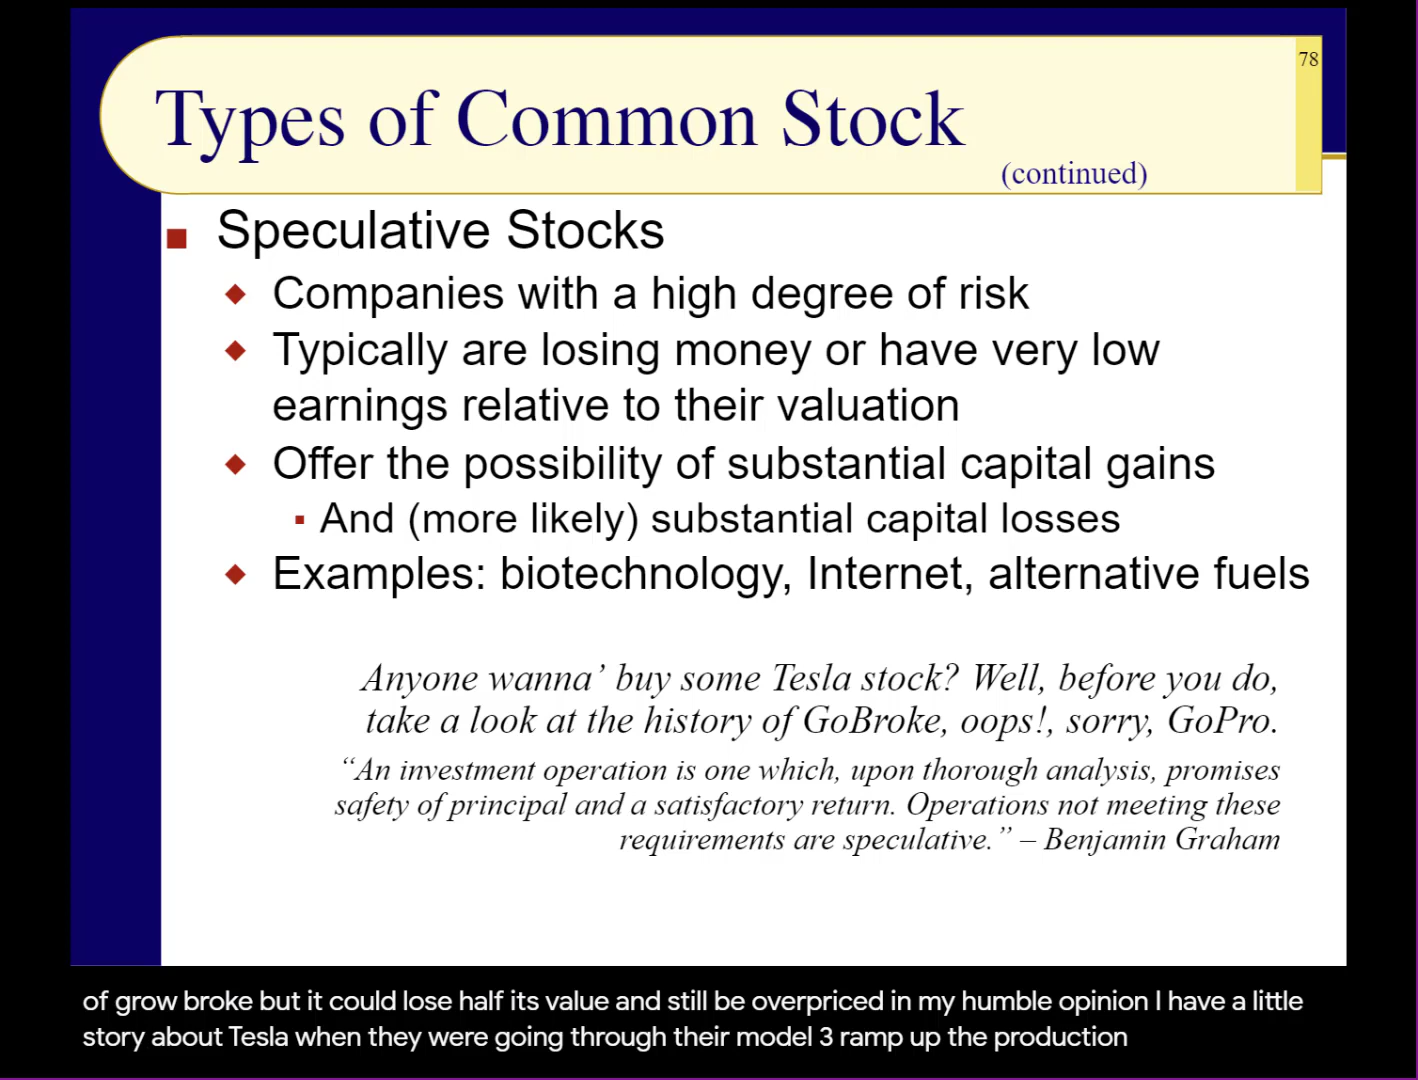 78
Types of Common Stock
(continued)
Speculative Stocks
Companies with a high degree of risk
Typically are losing money or have very low
earnings relative to their valuation
Offer the possibility of substantial capital gains
And (more likely) substantial capital losses
Examples: biotechnology, Internet, alternative fuels
Anyone wanna’ buy some Tesla stock? Well, before you do,
take a look at the history of GoBroke, oops!, sorry, GoPro.
“An investment operation is one which, upon thorough analysis, promises
safety of principal and a satisfactory return. Operations not meeting these
requirements are speculative.” – Benjamin Graham
of grow broke but it could lose half its value and still be overpriced in my humble opinion I have a little
story about Tesla when they were going through their model 3 ramp up the production